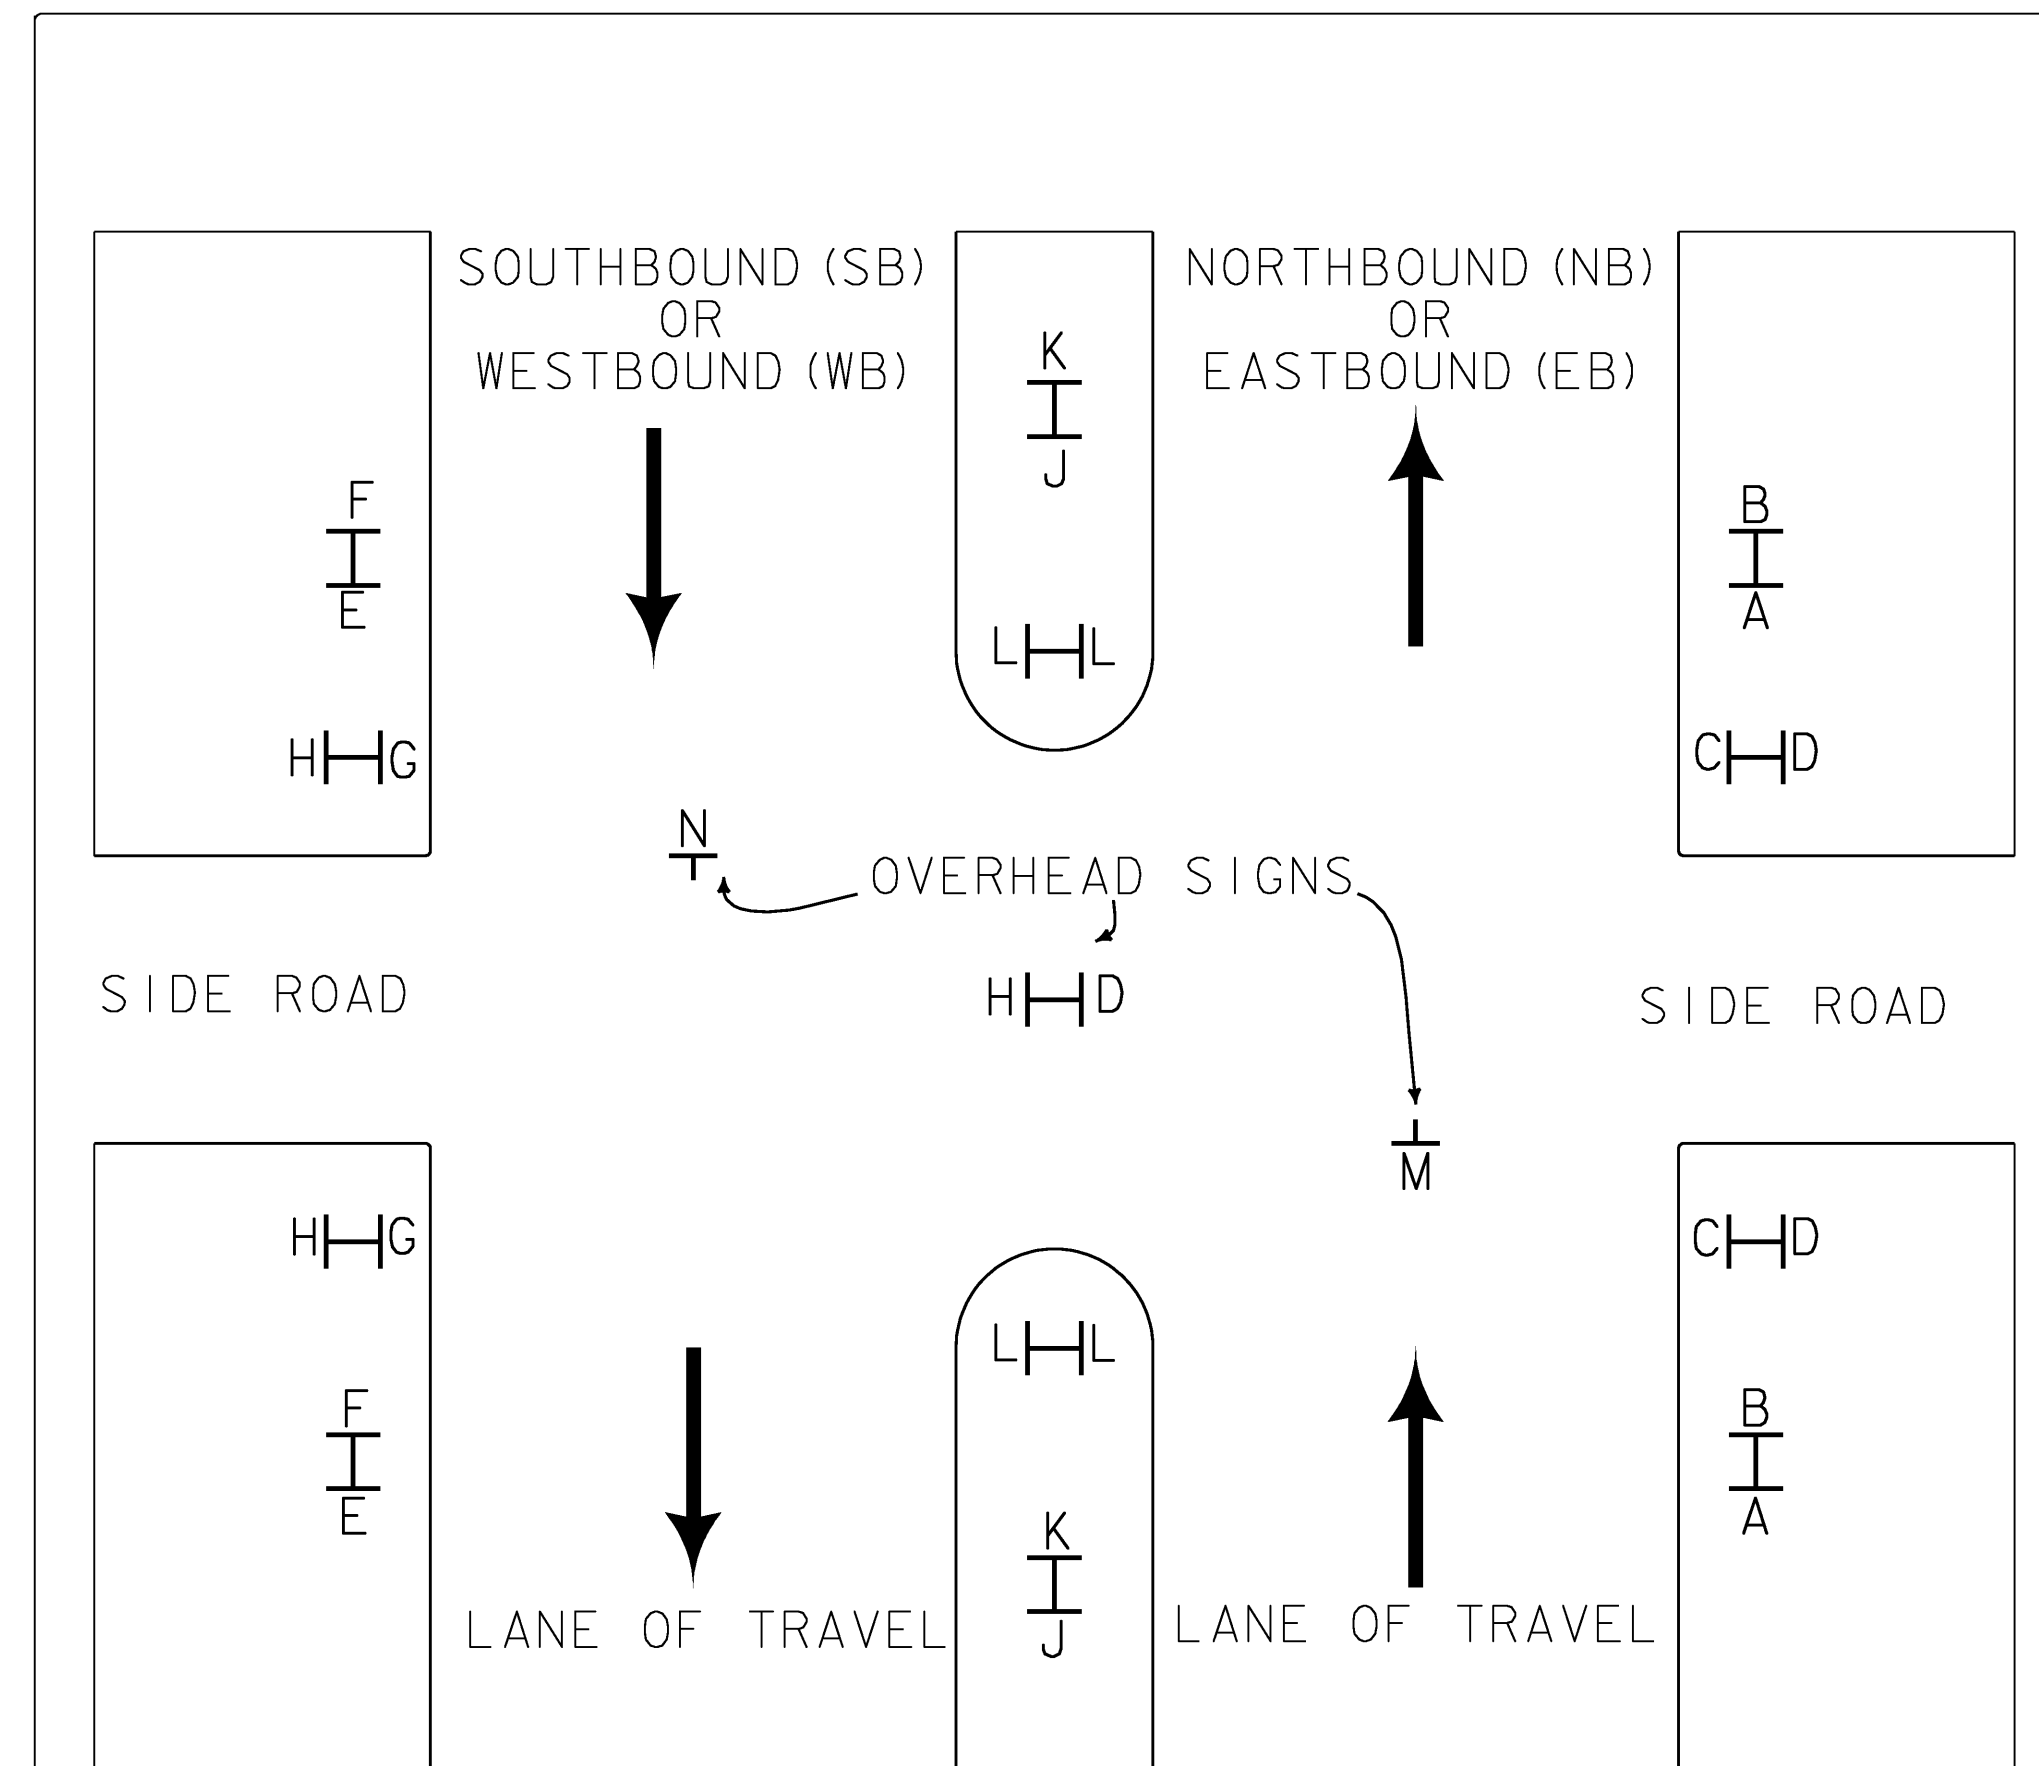 SOUTHBOUND (SB)
OR
WESTBOUND (WB)
NORTHBOUND (NB)
OR
EASTBOUND (EB)
K
J
F
E
B
A
L L
H G
C D
N
OVERHEAD SIGNS
SIDE ROAD
H D
SIDE ROAD
M
H G
C D
L L
F
E
B
A
K
J
LANE OF TRAVEL
LANE OF TRAVEL